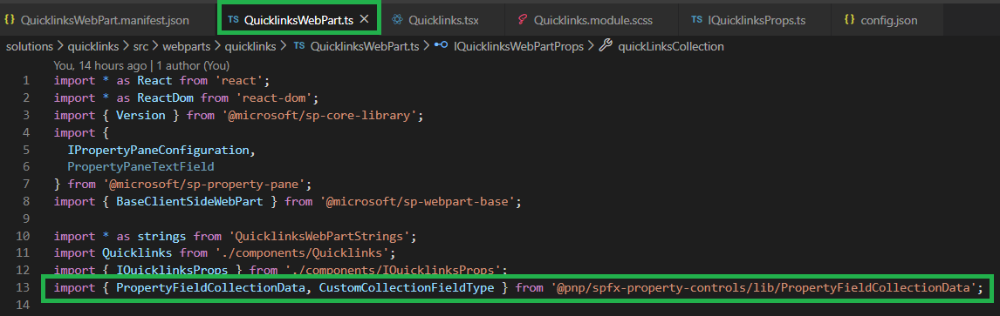 {} QuicklinksWebPart.manifest.json TS QuicklinksWebPart.ts × Quicklinks.tsx Quicklinks.module.scss TS IQuicklinksProps.ts {} config.json
solutions > quicklinks > src > webparts > quicklinks > TS QuicklinksWebPart.ts > IQuicklinksWebPartProps > quickLinksCollection
You, 14 hours ago | 1 author (You)
1 import * as React from 'react';
2 import * as ReactDom from 'react-dom';
3 import { Version } from '@microsoft/sp-core-library';
4 import {
5 IPropertyPaneConfiguration,
6 PropertyPaneTextField
7 } from '@microsoft/sp-property-pane';
8 import { BaseClientSideWebPart } from '@microsoft/sp-webpart-base';
9
10 import * as strings from 'QuicklinksWebPartStrings';
11 import Quicklinks from './components/Quicklinks';
12 import { IQuicklinksProps } from './components/IQuicklinksProps';
13 import { PropertyFieldCollectionData, CustomCollectionFieldType } from '@pnp/spfx-property-controls/lib/PropertyFieldCollectionData';
14